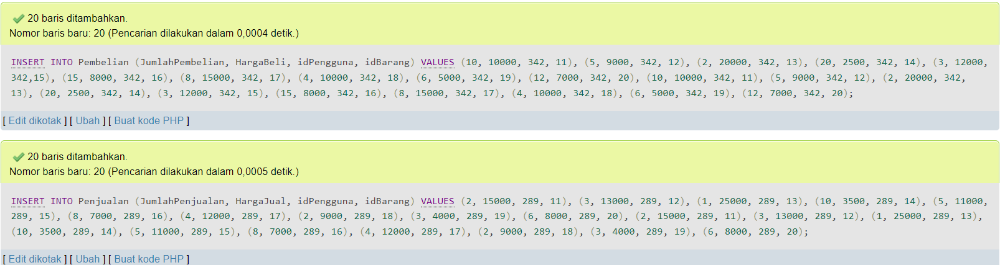 20 baris ditambahkan.
Nomor baris baru: 20 (Pencarian dilakukan dalam 0,0004 detik.)
INSERT INTO Pembelian (JumlahPembelian, HargaBeli, idPengguna, idBarang) VALUES (10, 10000, 342, 11), (5, 9000, 342, 12), (2, 20000, 342, 13), (20, 2500, 342, 14), (3, 12000,
342,15), (15, 8000, 342, 16), (8, 15000, 342, 17), (4, 10000, 342, 18), (6, 5000, 342, 19), (12, 7000, 342, 20), (10, 10000, 342, 11), (5, 9000, 342, 12), (2, 20000, 342,
13), (20, 2500, 342, 14), (3, 12000, 342, 15), (15, 8000, 342, 16), (8, 15000, 342, 17), (4, 10000, 342, 18), (6, 5000, 342, 19), (12, 7000, 342, 20);
[ Edit dikotak ] [ Ubah ] [ Buat kode PHP ]
20 baris ditambahkan.
Nomor baris baru: 20 (Pencarian dilakukan dalam 0,0005 detik.)
INSERT INTO Penjualan (JumlahPenjualan, HargaJual, idPengguna, idBarang) VALUES (2, 15000, 289, 11), (3, 13000, 289, 12), (1, 25000, 289, 13), (10, 3500, 289, 14), (5, 11000,
289, 15), (8, 7000, 289, 16), (4, 12000, 289, 17), (2, 9000, 289, 18), (3, 4000, 289, 19), (6, 8000, 289, 20), (2, 15000, 289, 11), (3, 13000, 289, 12), (1, 25000, 289, 13),
(10, 3500, 289, 14), (5, 11000, 289, 15), (8, 7000, 289, 16), (4, 12000, 289, 17), (2, 9000, 289, 18), (3, 4000, 289, 19), (6, 8000, 289, 20);
[ Edit dikotak ] [ Ubah ] [ Buat kode PHP ]